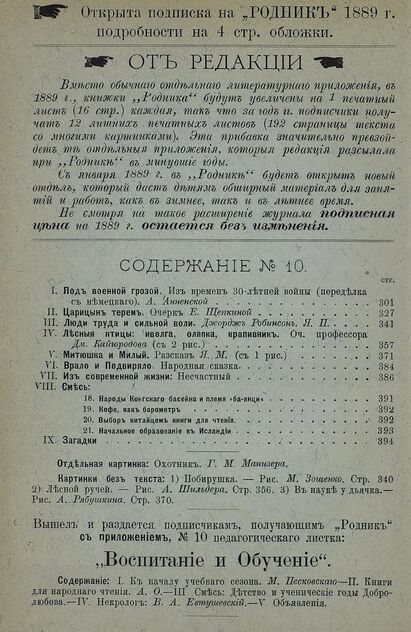 Открыта подписка на „РОДНИКЪ“ 1889 г.
подробности на 4 стр. обложки.
ОТЪ РЕДАКЦІИ
Вмѣсто обычнаго отдѣльнаго литературнаго приложенія, въ
1889 г., книжки „Родника“ будутъ увеличены на 1 печатный
листъ (16 стр.) каждая, такъ что за годъ и. подписчики полу-
чатъ 12 лишнихъ печатныхъ листовъ (192 страницы текста
со многими картинками). Эта прибавка значительно превзой-
детъ тѣ отдѣльныя приложенія, которыя редакція разсылала
при „Родникѣ“ въ минувшіе годы.
Съ января 1889 г. въ „Родникѣ“ будетъ открытъ новый
отдѣлъ, который дастъ дѣтямъ обширный матеріалъ для заня-
тій и работъ, какъ въ зимнее, такъ и въ лѣтнее время.
Не смотря на такое расширеніе журнала подписная
цѣна на 1889 г. остается безъ измѣненія.
СОДЕРЖАНІЕ № 10.
СТР.
I. Подъ военной грозой. Изъ времен 30-лѣтней войны (передѣлка
съ нѣмецкаго). А. Анненской 301
II. Царицынъ теремъ. Очеркъ Е. Щепкиной 327
III. Люди труда и сильной воли. Джорджъ Робинсонъ. Я. П. 341
IV. Лѣсныя птицы: иволга, оляпка, крапивникъ. Оч. профессора
Дм. Кайгородова (съ 2 рис.) 357
V. Митюшка и Милый. Разсказъ Я. М. (съ 1 рис.) 371
VI. Врало и Подвирало. Народная сказка. 384
VII. Изъ современной жизни: Несчастный 386
VIII. Смѣсь:
18. Народы Конгскаго басейна и племя „ба-янци“ 391
19. Кофе, какъ барометръ 392
20. Выборъ китайцемъ книги для чтенія. 392
21. Начальное образованіе въ Исландіи 393
IX. Загадки 394
Отдѣльная картинка: Охотникъ. Г. М. Манизера.
Картинки безъ текста: 1) Побирушка. — Рис. М. Зощенко. Стр. 340
2) Лѣсной ручей. — Рис. А. Шильдера. Стр. 356. 3) Въ наукѣ у дьячка.—
Рис. А. Рябушкина. Стр. 370.
Вышелъ и раздается подписчикамъ, получающимъ „Родникъ“
съ приложеніемъ, № 10 педагогическаго листка:
„Воспитаніе и Обученіе“.
Содержаніе: I. Къ началу учебнаго сезона. М. Песковскаго—II. Книги
для народнаго чтенія. А. О.—III Смѣсь: Дѣтство и ученическіе годы Добро-
любова.—IV. Некрологъ: В. А. Евтушевскій.—V. Объявленія.